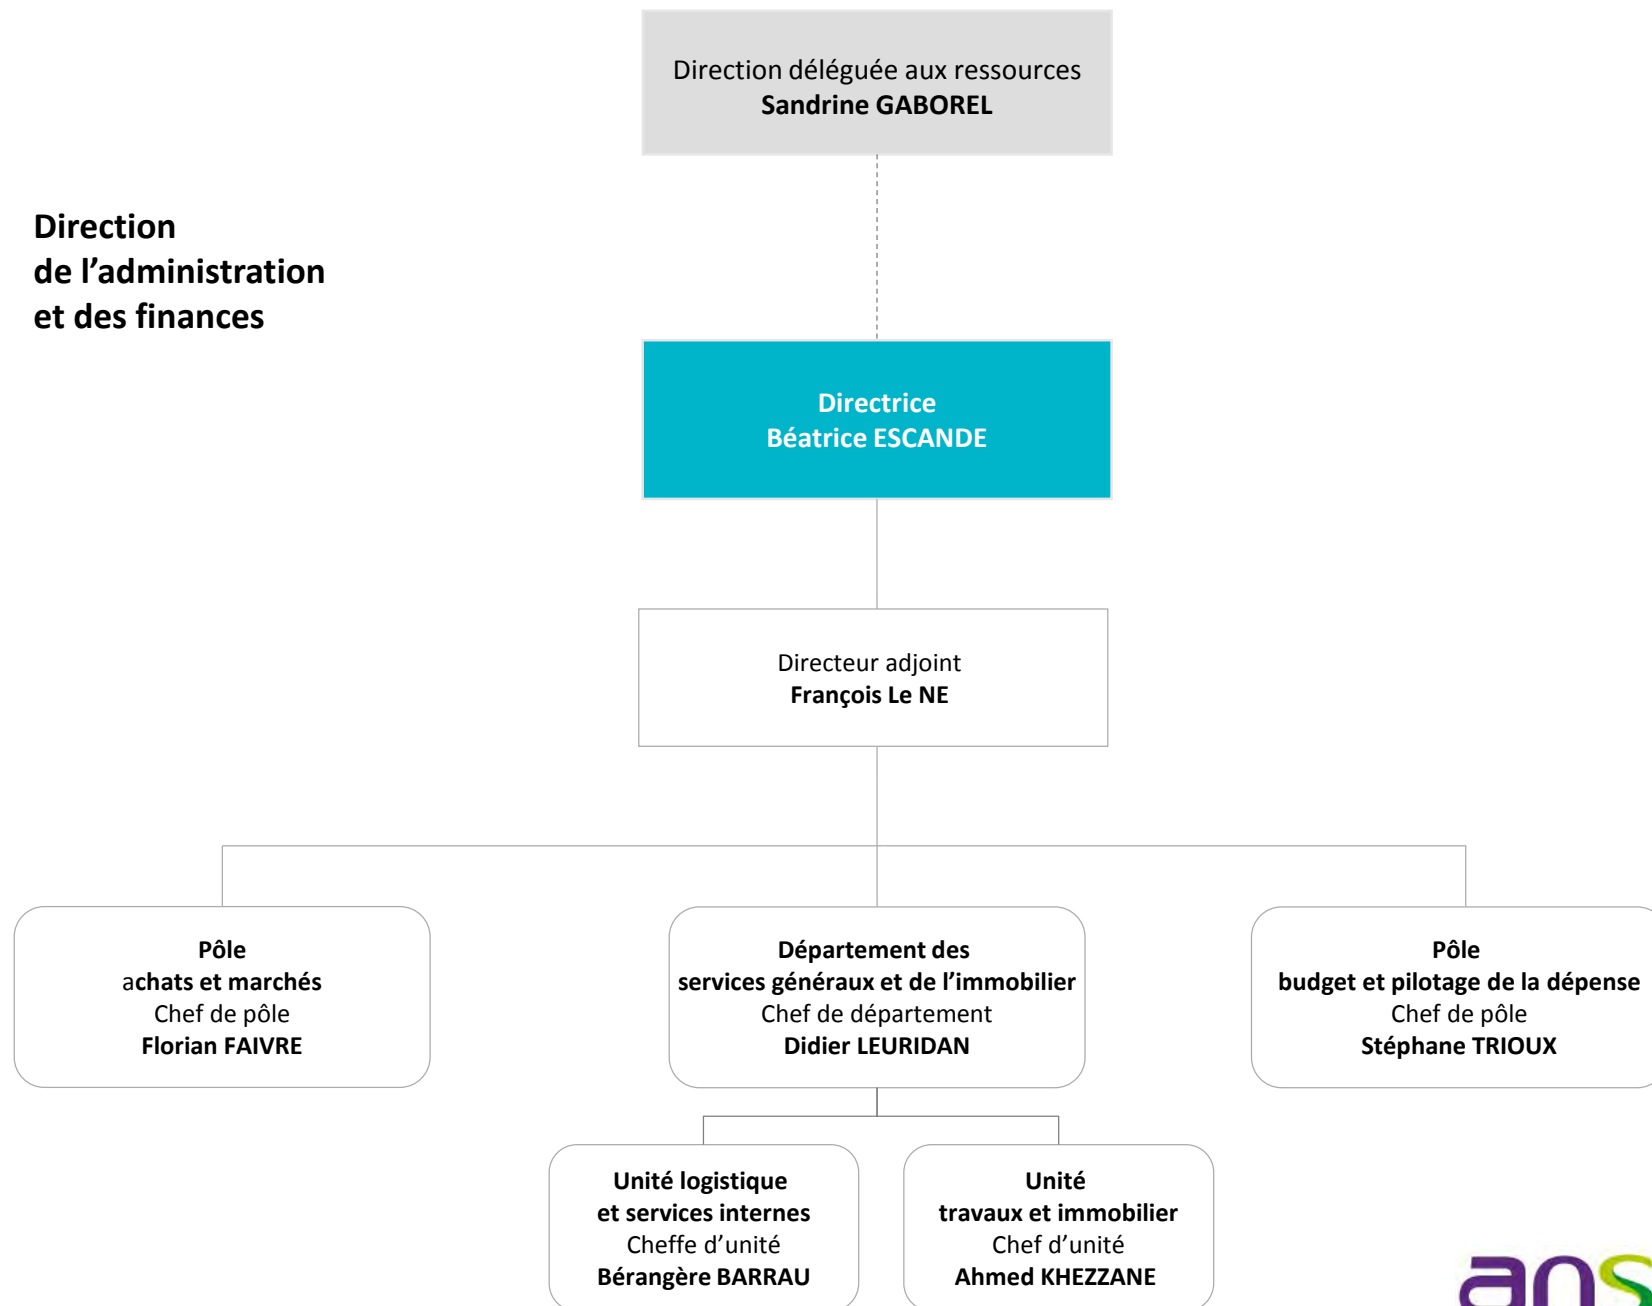 Direction déléguée aux ressources
Sandrine GABOREL
Direction
de l'administration
et des finances
Directrice
Béatrice ESCANDE
Directeur adjoint
François Le NE
Pôle
achats et marchés
Chef de pôle
Florian FAIVRE
Département des
services généraux et de l'immobilier
Chef de département
Didier LEURIDAN
Pôle
budget et pilotage de la dépense
Chef de pôle
Stéphane TRIOUX
Unité logistique
et services internes
Cheffe d'unité
Bérangère BARRAU
Unité
travaux et immobilier
Chef d'unité
Ahmed KHEZZANE
ans